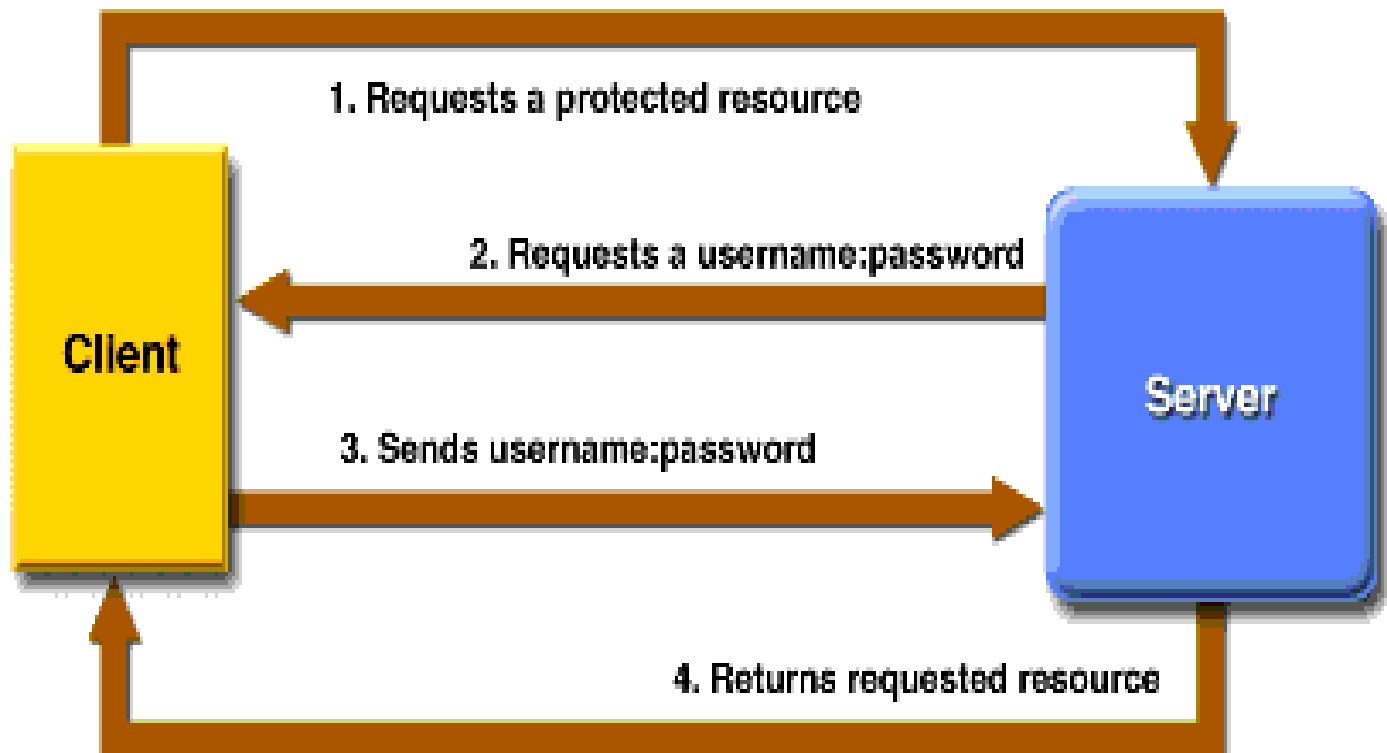 1. Requests a protected resource
2. Requests a username:password
Client
Server
3. Sends username:password
4. Returns requested resource